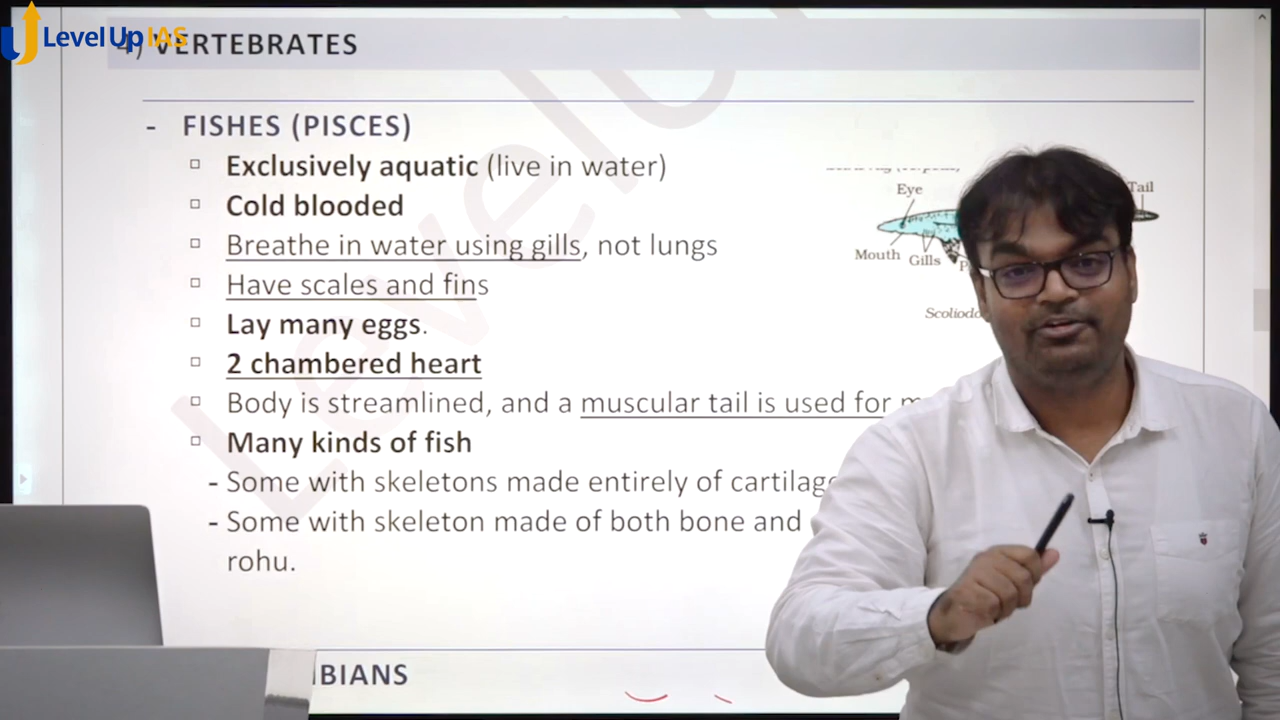 Level Up IAS
4) VERTEBRATES
- FISHES (PISCES)
Exclusively aquatic (live in water)
Cold blooded
Breathe in water using gills, not lungs
Have scales and fins
Lay many eggs.
2 chambered heart
Body is streamlined, and a muscular tail is used for
Many kinds of fish
- Some with skeletons made entirely of cartilage
- Some with skeleton made of both bone and
rohu.
BIANS
Eye
Tail
Mouth Gills